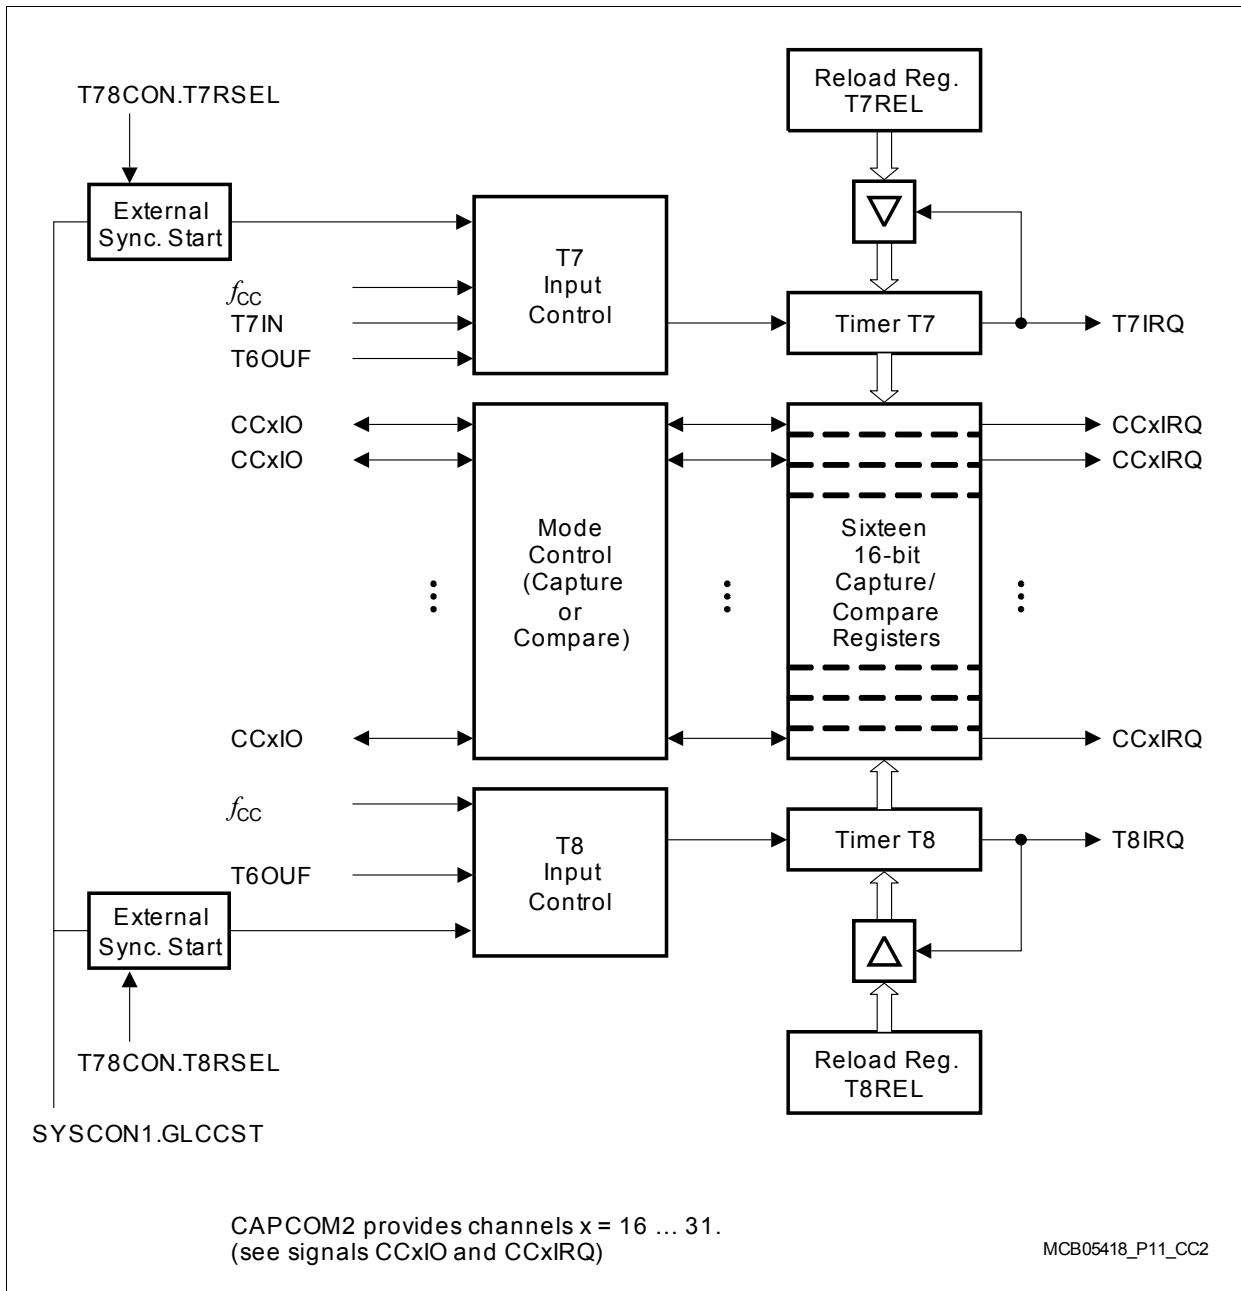 Reload Reg.
T7REL
T78CON.T7RSEL
External
Sync. Start
T7
Input
Control
fCC
T7IN
T6OUF
Timer T7
T7IRQ
CCxIO
CCxIRQ
CCxIO
CCxIRQ
Mode
Control
(Capture
or
Compare)
Sixteen
16-bit
Capture/
Compare
Registers
CCxIO
CCxIRQ
fCC
T6OUF
T8
Input
Control
Timer T8
T8IRQ
External
Sync. Start
T78CON.T8RSEL
Reload Reg.
T8REL
SYSCON1.GLCCST
CAPCOM2 provides channels x = 16 … 31.
(see signals CCxIO and CCxIRQ)
MCB05418_P11_CC2